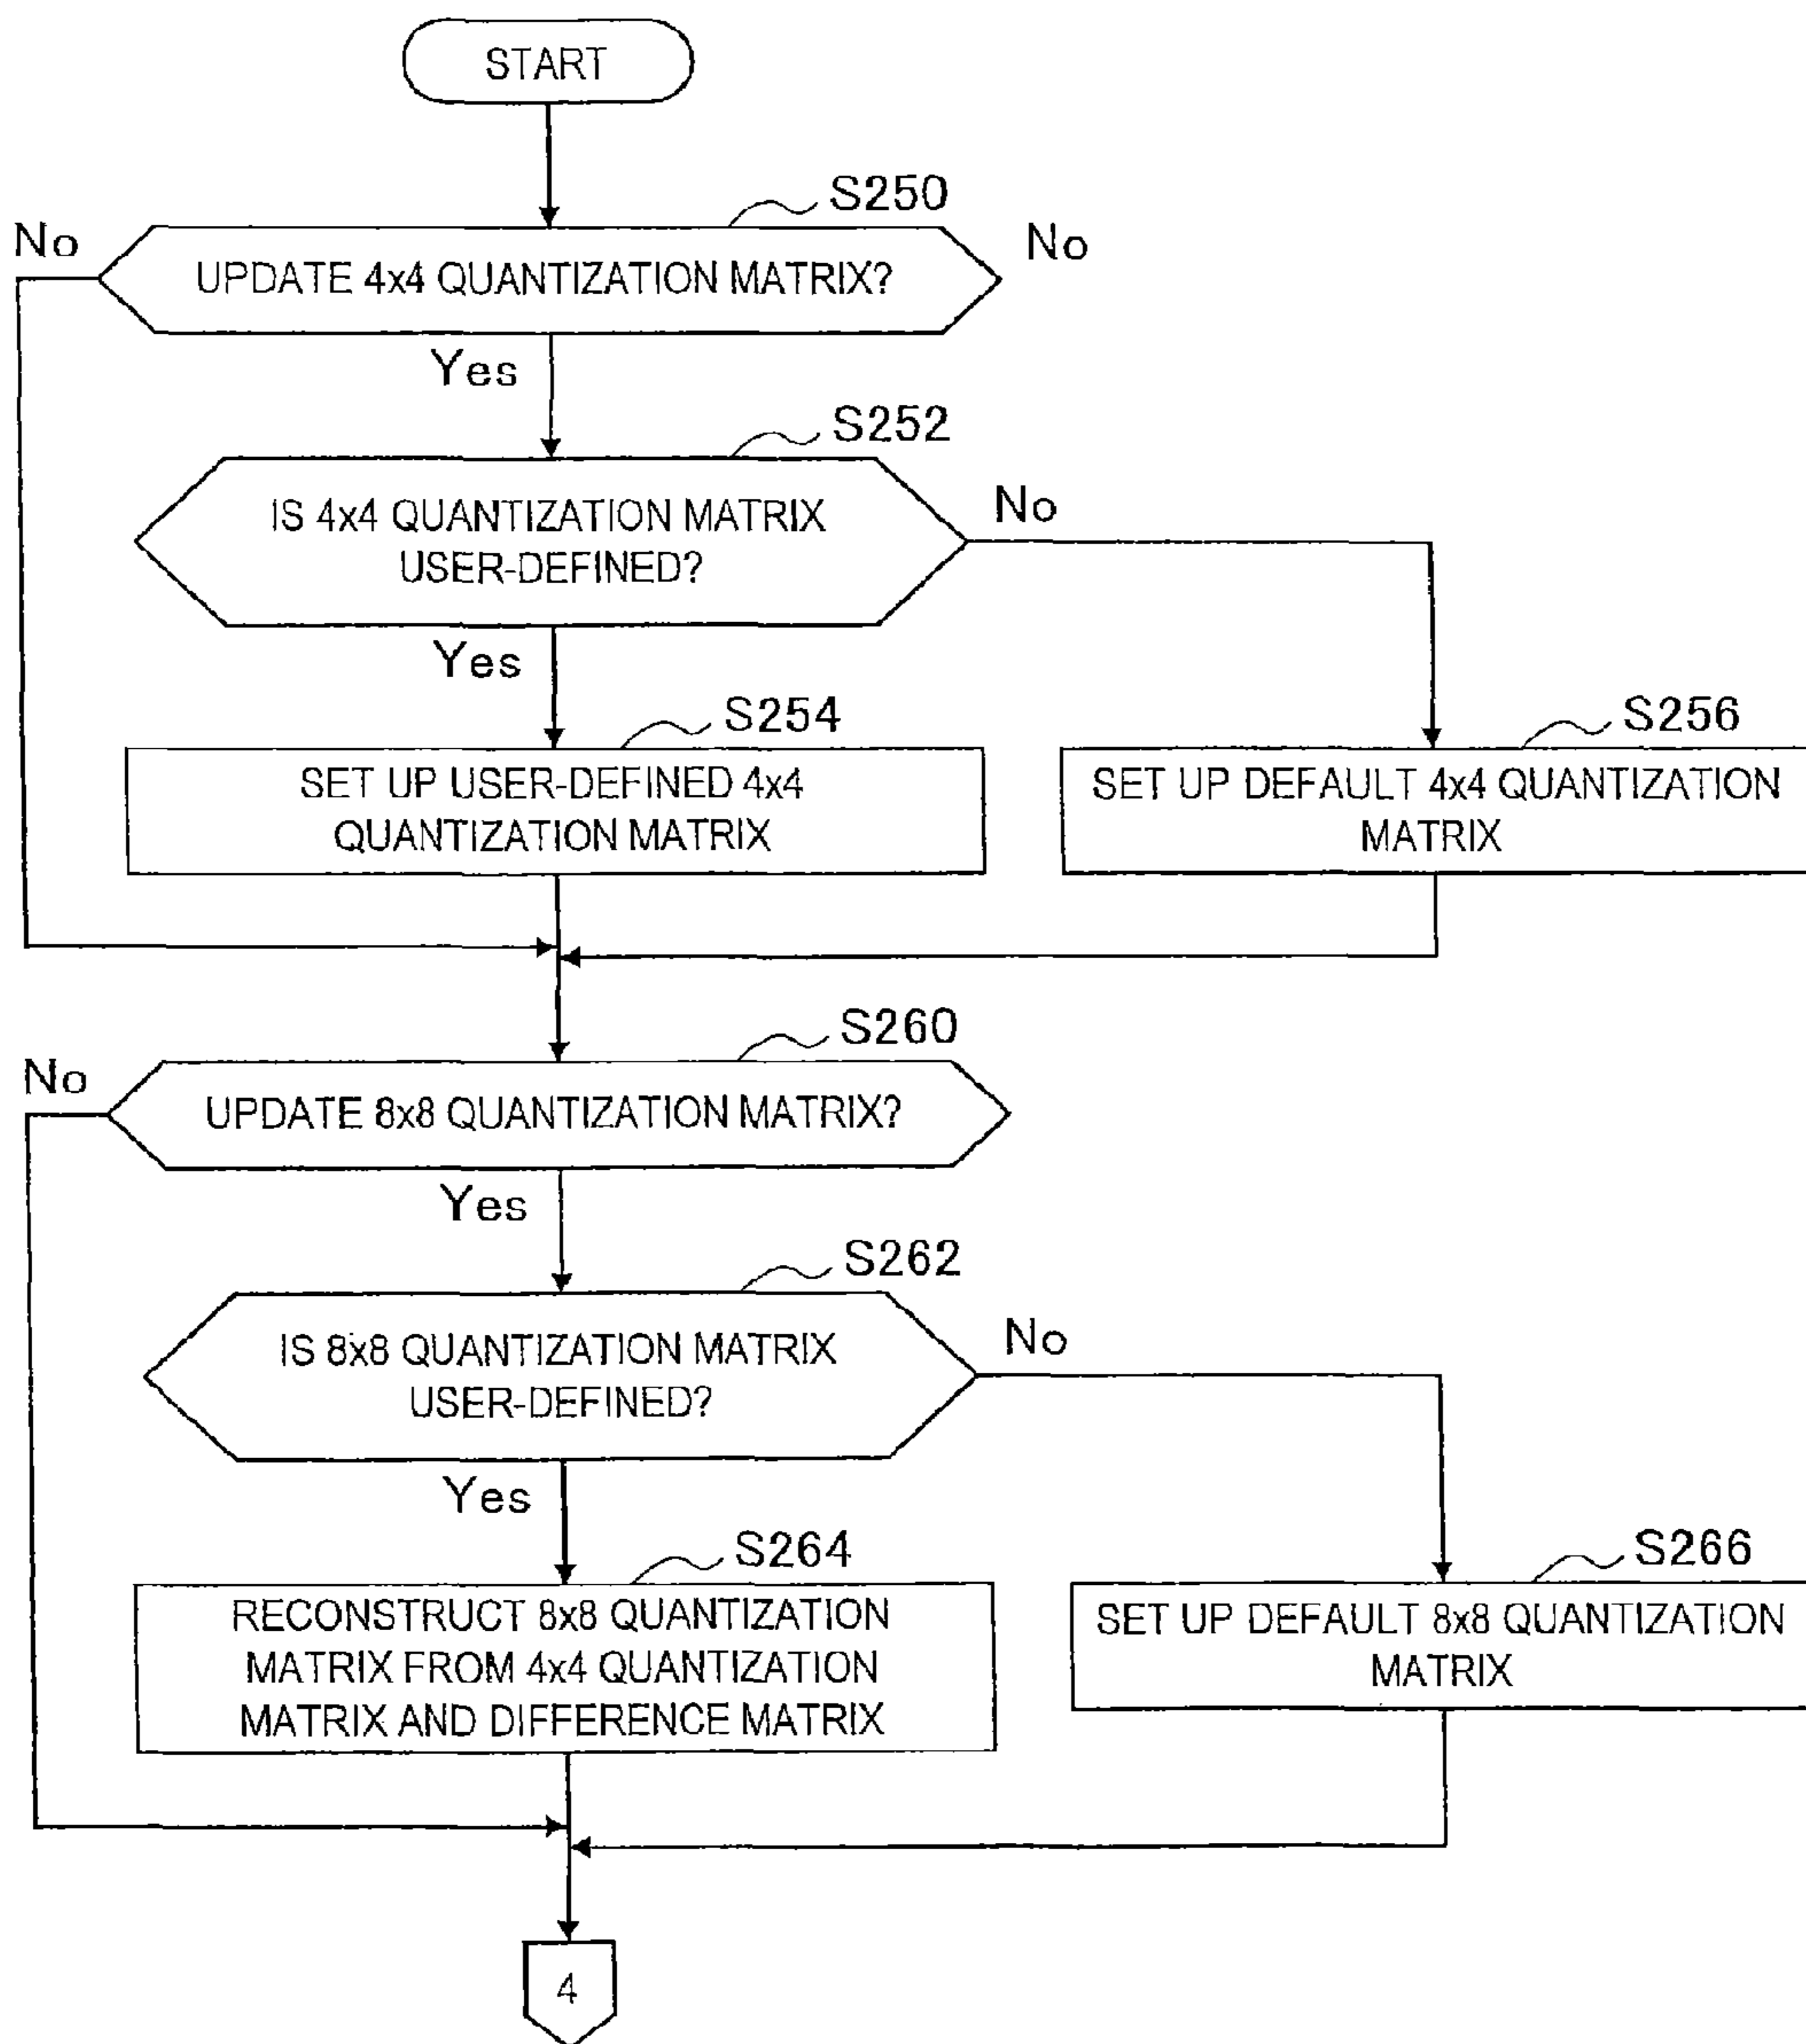 START
S250
No
No
UPDATE 4x4 QUANTIZATION MATRIX?
Yes
S252
IS 4x4 QUANTIZATION MATRIX
USER-DEFINED?
No
Yes
S254
S256
SET UP USER-DEFINED 4x4
QUANTIZATION MATRIX
SET UP DEFAULT 4x4 QUANTIZATION
MATRIX
S260
No
UPDATE 8x8 QUANTIZATION MATRIX?
Yes
S262
IS 8x8 QUANTIZATION MATRIX
USER-DEFINED?
No
Yes
S264
S266
RECONSTRUCT 8x8 QUANTIZATION
MATRIX FROM 4x4 QUANTIZATION
MATRIX AND DIFFERENCE MATRIX
SET UP DEFAULT 8x8 QUANTIZATION
MATRIX
4